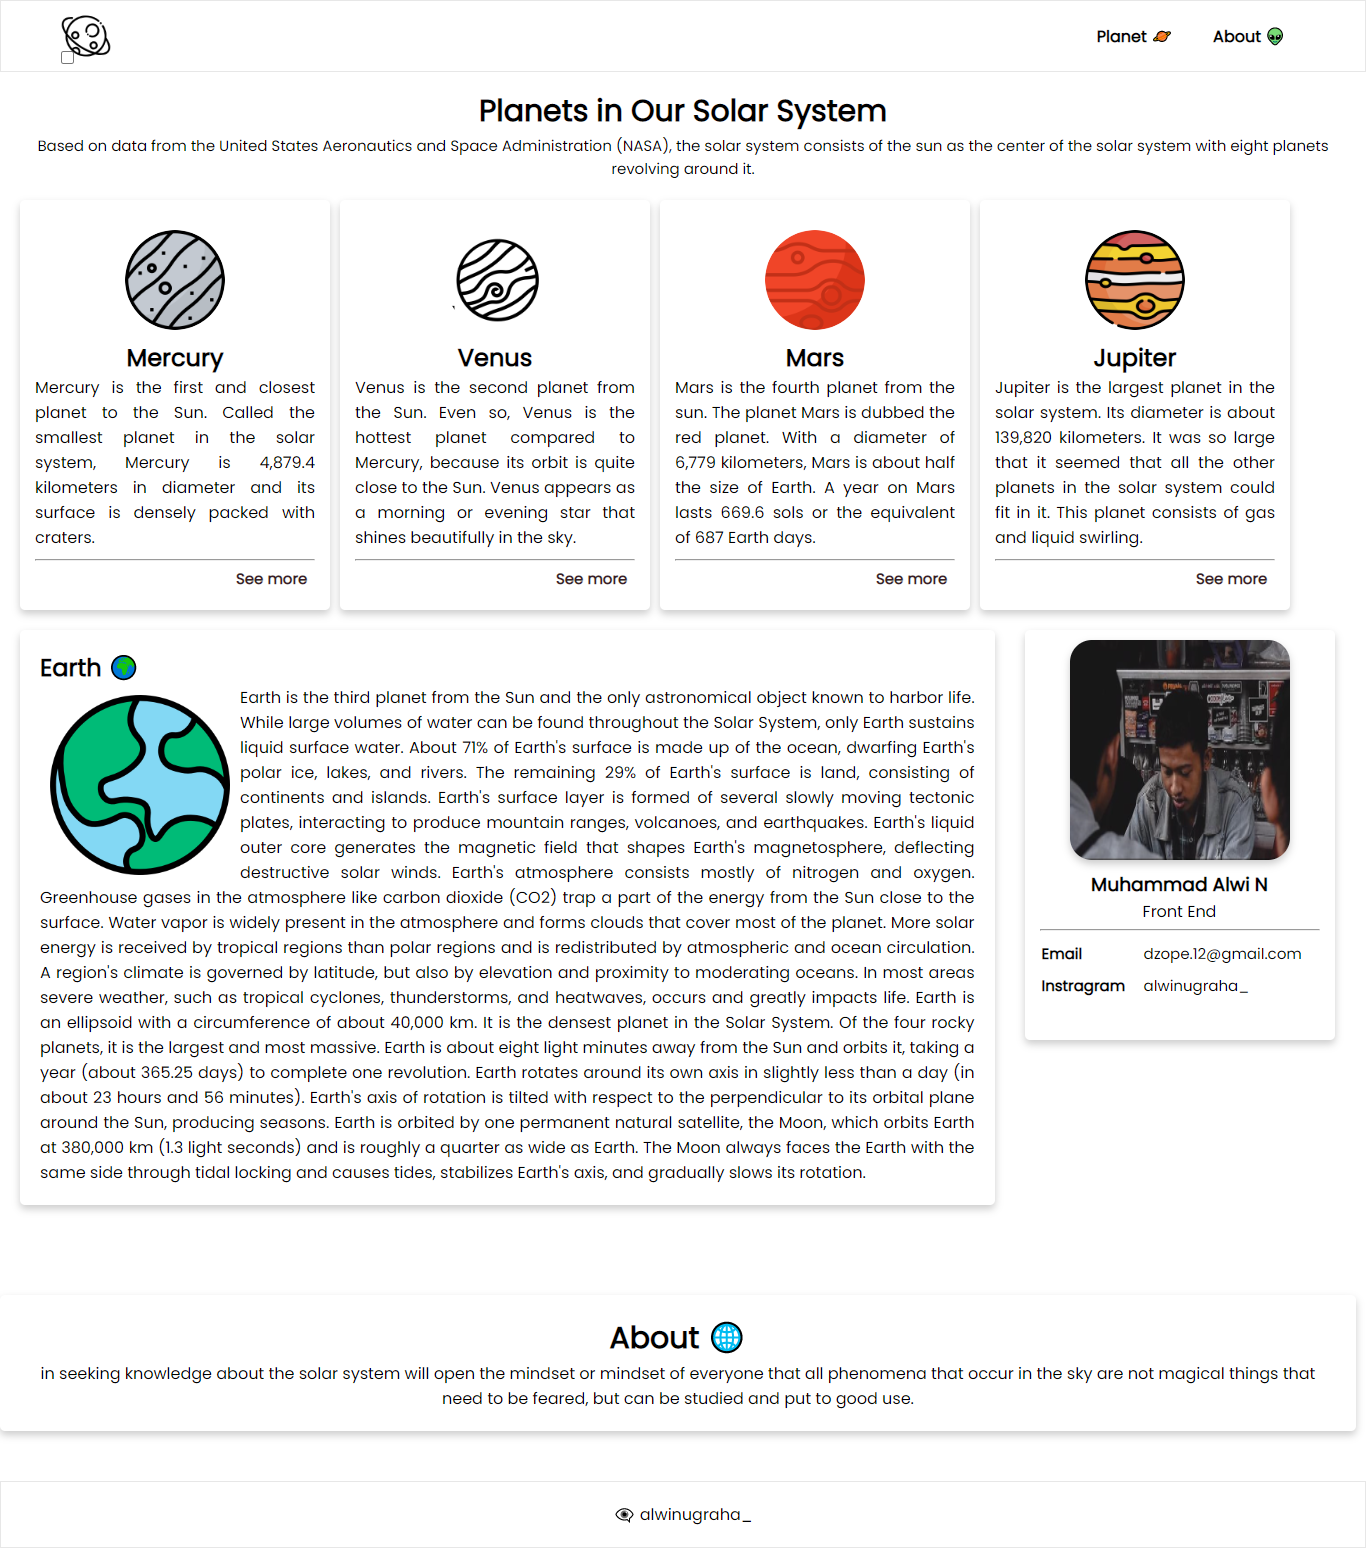 Planet 🪐 About 👽
Planets in Our Solar System
Based on data from the United States Aeronautics and Space Administration (NASA), the solar system consists of the sun as the center of the solar system with eight planets
revolving around it.
Mercury
Mercury is the first and closest
planet to the Sun. Called the
smallest planet in the solar
system, Mercury is 4,879.4
kilometers in diameter and its
surface is densely packed with
craters.
See more
Venus
Venus is the second planet from
the Sun. Even so, Venus is the
hottest planet compared to
Mercury, because its orbit is quite
close to the Sun. Venus appears as
a morning or evening star that
shines beautifully in the sky.
See more
Mars
Mars is the fourth planet from the
sun. The planet Mars is dubbed the
red planet. With a diameter of
6,779 kilometers, Mars is about half
the size of Earth. A year on Mars
lasts 669.6 sols or the equivalent
of 687 Earth days.
See more
Jupiter
Jupiter is the largest planet in the
solar system. Its diameter is about
139,820 kilometers. It was so large
that it seemed that all the other
planets in the solar system could
fit in it. This planet consists of gas
and liquid swirling.
See more
Earth 🌍
Earth is the third planet from the Sun and the only astronomical object known to harbor life.
While large volumes of water can be found throughout the Solar System, only Earth sustains
liquid surface water. About 71% of Earth's surface is made up of the ocean, dwarfing Earth's
polar ice, lakes, and rivers. The remaining 29% of Earth's surface is land, consisting of
continents and islands. Earth's surface layer is formed of several slowly moving tectonic
plates, interacting to produce mountain ranges, volcanoes, and earthquakes. Earth's liquid
outer core generates the magnetic field that shapes Earth's magnetosphere, deflecting
destructive solar winds. Earth's atmosphere consists mostly of nitrogen and oxygen.
Greenhouse gases in the atmosphere like carbon dioxide (CO2) trap a part of the energy from the Sun close to the
surface. Water vapor is widely present in the atmosphere and forms clouds that cover most of the planet. More solar
energy is received by tropical regions than polar regions and is redistributed by atmospheric and ocean circulation.
A region's climate is governed by latitude, but also by elevation and proximity to moderating oceans. In most areas
severe weather, such as tropical cyclones, thunderstorms, and heatwaves, occurs and greatly impacts life. Earth is
an ellipsoid with a circumference of about 40,000 km. It is the densest planet in the Solar System. Of the four rocky
planets, it is the largest and most massive. Earth is about eight light minutes away from the Sun and orbits it, taking a
year (about 365.25 days) to complete one revolution. Earth rotates around its own axis in slightly less than a day (in
about 23 hours and 56 minutes). Earth's axis of rotation is tilted with respect to the perpendicular to its orbital plane
around the Sun, producing seasons. Earth is orbited by one permanent natural satellite, the Moon, which orbits Earth
at 380,000 km (1.3 light seconds) and is roughly a quarter as wide as Earth. The Moon always faces the Earth with the
same side through tidal locking and causes tides, stabilizes Earth's axis, and gradually slows its rotation.
Muhammad Alwi N
Front End
Email dzope.12@gmail.com
Instragram alwinugraha_
About 🌐
in seeking knowledge about the solar system will open the mindset or mindset of everyone that all phenomena that occur in the sky are not magical things that
need to be feared, but can be studied and put to good use.
👁️‍🗨️ alwinugraha_